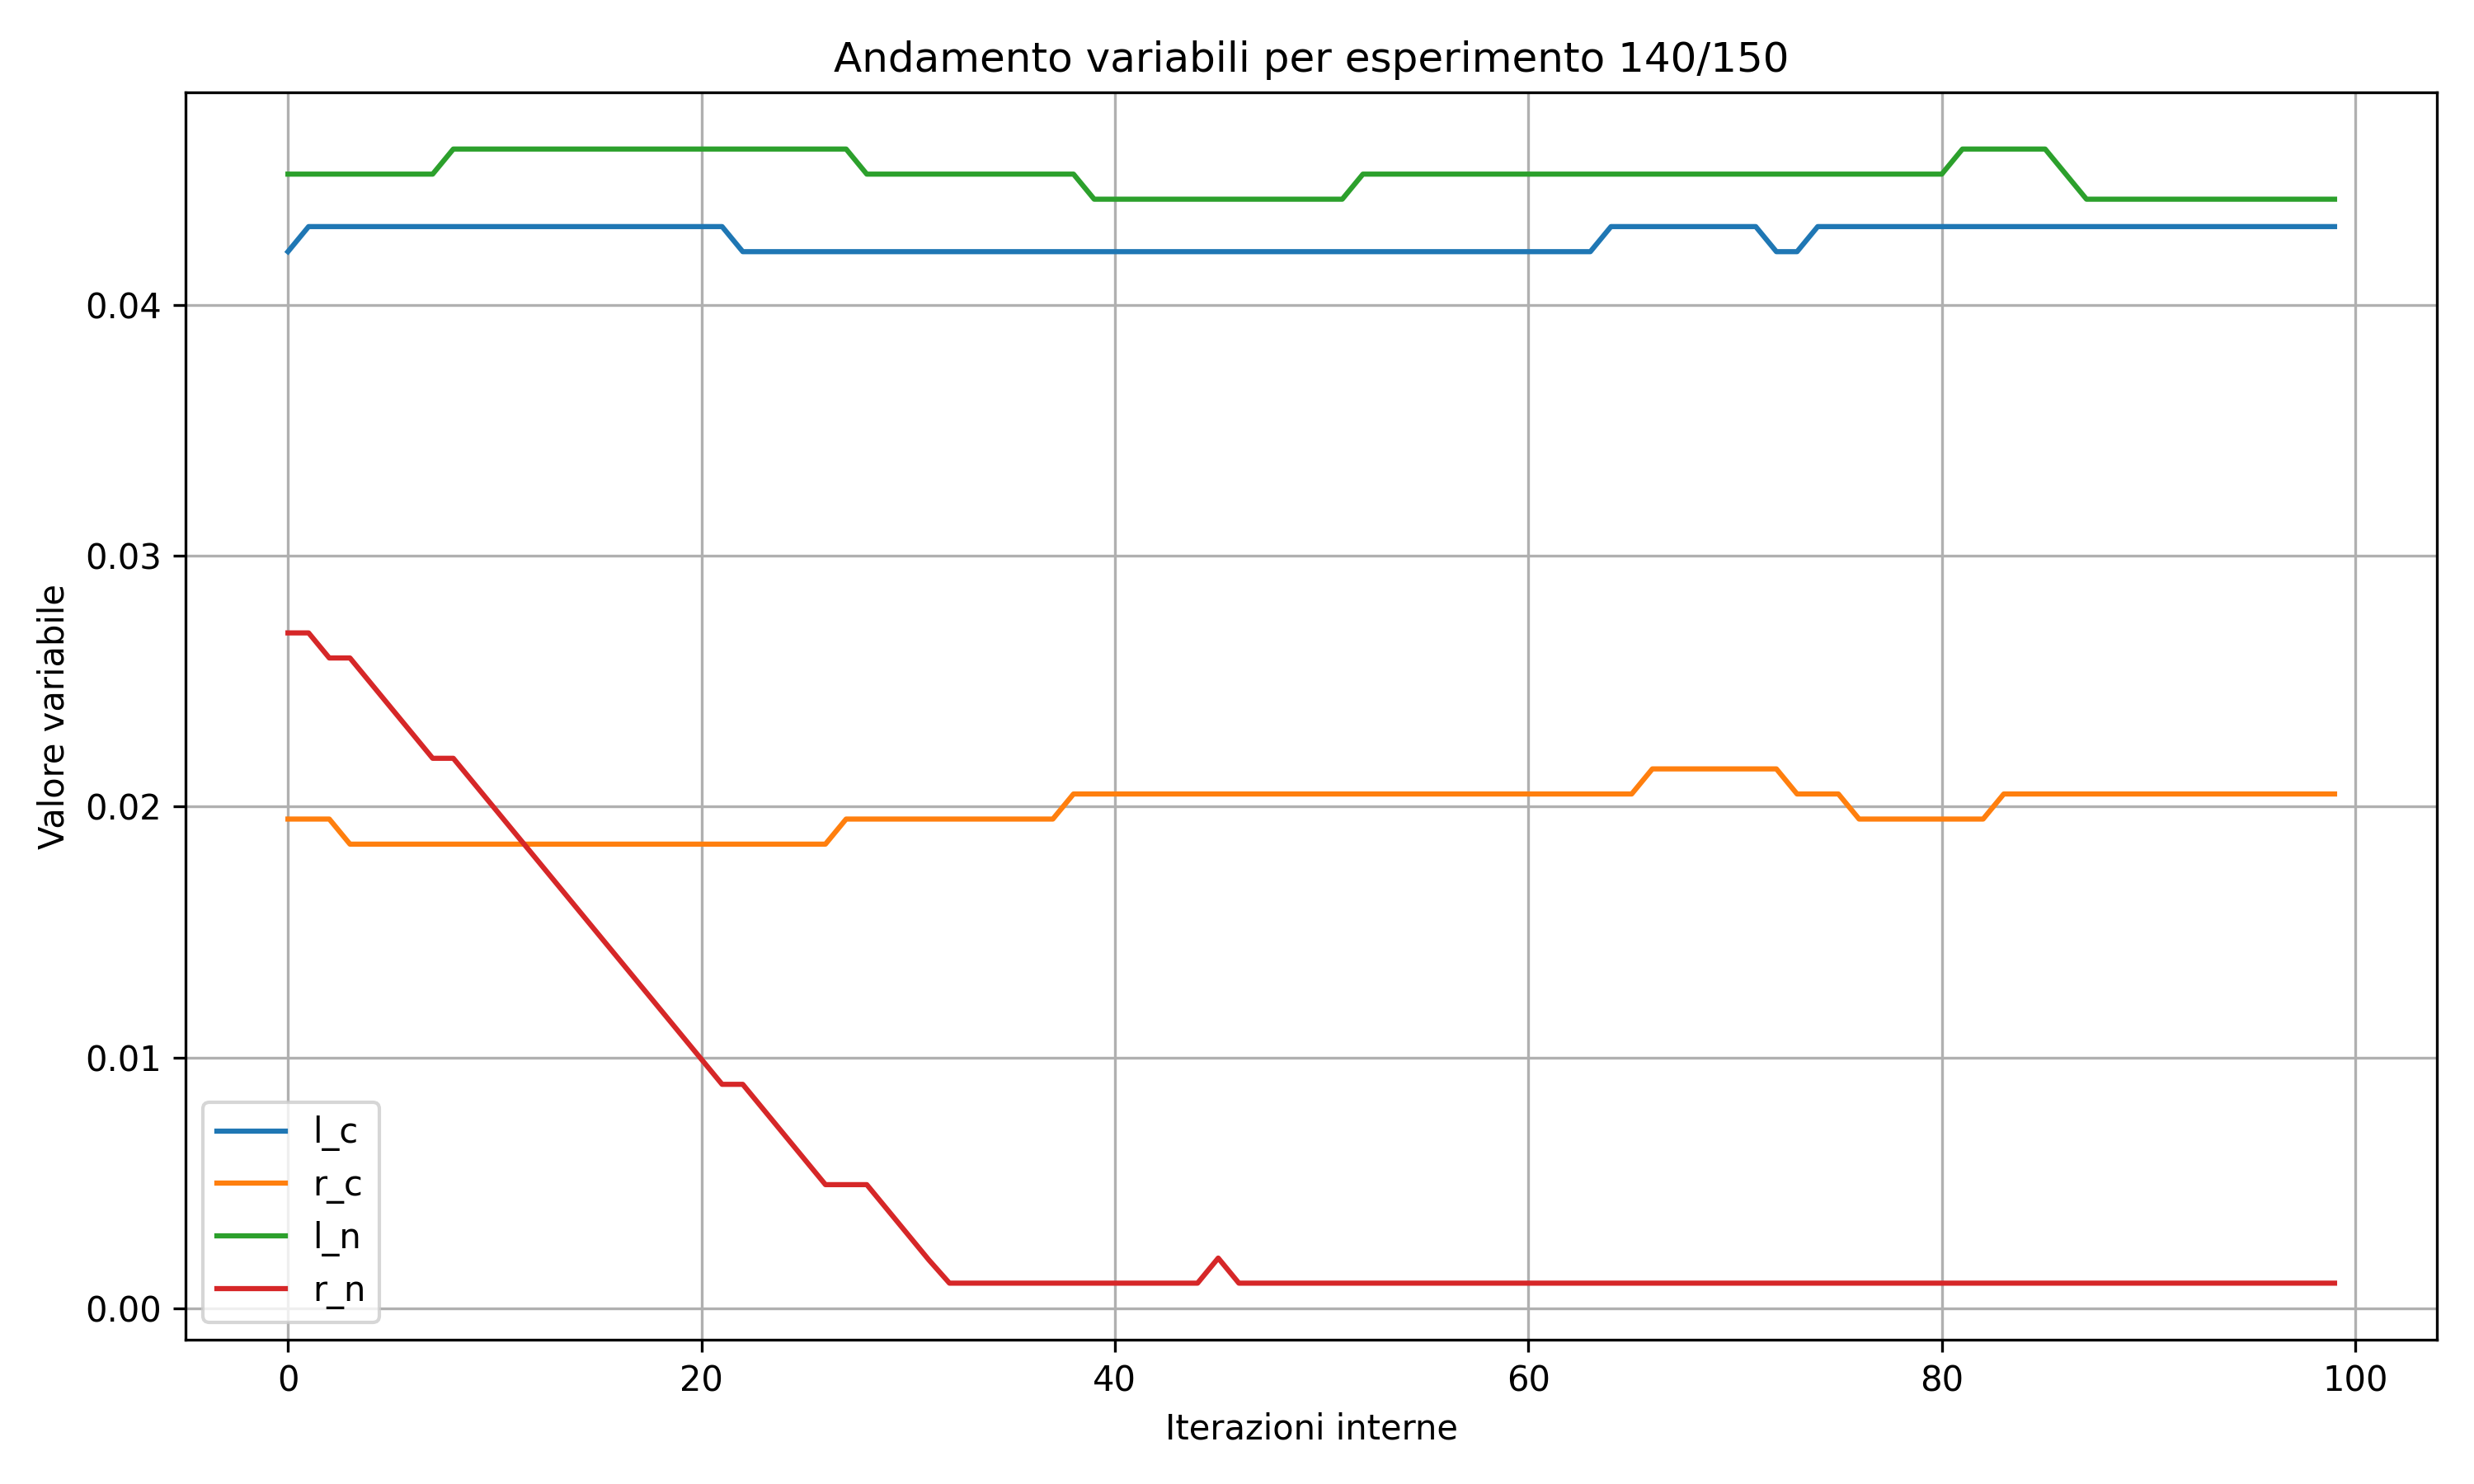 Andamento variabili per esperimento 140/150
Valore variabile
0.04
0.03
0.02
0.01
0.00
l_c
r_c
l_n
r_n
0 20 40 60 80 100
Iterazioni interne